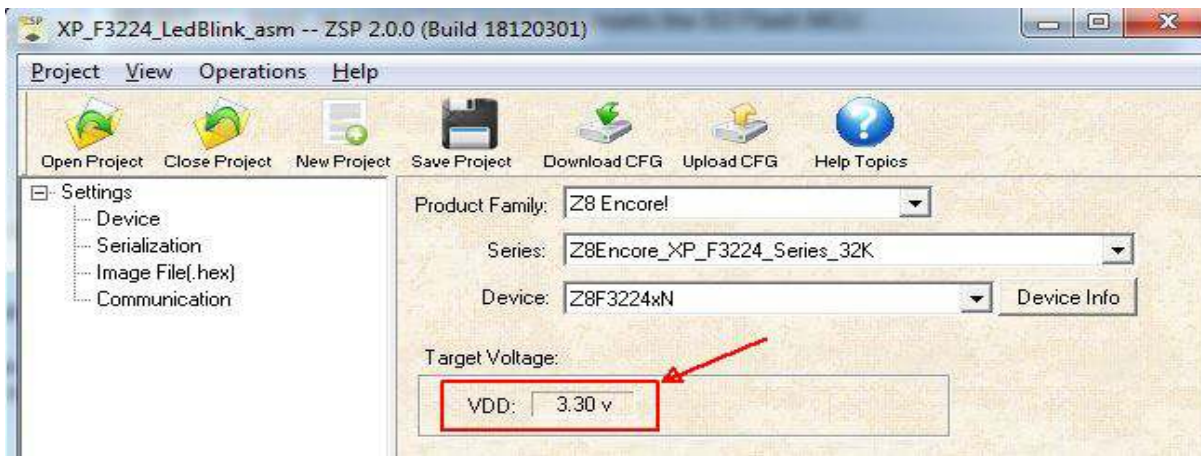 XP_F3224_LedBlink_asm -- ZSP 2.0.0 (Build 18120301)
Project View Operations Help
Open Project Close Project New Project Save Project Download CFG Upload CFG Help Topics
Settings
Device
Serialization
Image File(.hex)
Communication
Product Family: Z8 Encore!
Series: Z8Encore_XP_F3224_Series_32K
Device: Z8F3224xN Device Info
Target Voltage:
VDD: 3.30 v